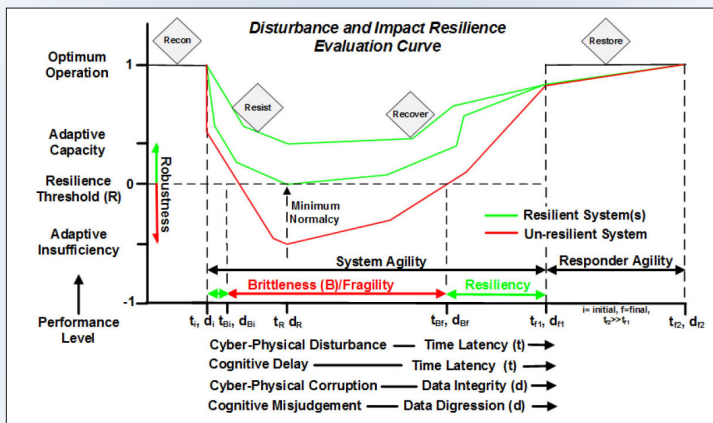 Disturbance and Impact Resilience
Evaluation Curve
Recon
Restore
Optimum
Operation
1
Resist
Recover
Adaptive
Capacity
Robustness
Resilience
Threshold (R)
0
Minimum
Normalcy
Resilient System(s)
Un-resilient System
Adaptive
Insufficiency
System Agility
Responder Agility
Brittleness (B)/Fragility
Resiliency
-1
Performance
Level
ti, di
tBi, dBi
tR dR
tBf, dBf
tf1, df1
i= initial, f=final,
tf2>>tf1
tf2, df2
Cyber-Physical Disturbance Time Latency (t)
Cognitive Delay Time Latency (t)
Cyber-Physical Corruption Data Integrity (d)
Cognitive Misjudgement Data Digression (d)